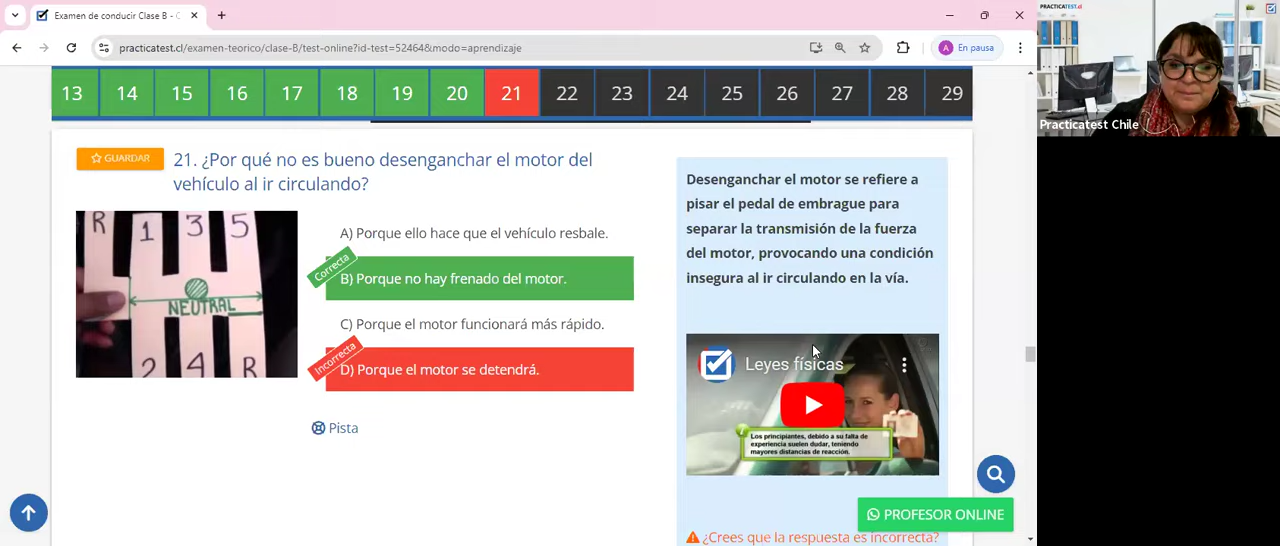 Examen de conducir Clase B - C
practicatest.cl/examen-teorico/clase-B/test-online?id-test=52464&modo=aprendizaje
A En pausa
PRACTICATEST.cl
Practicatest Chile
13 14 15 16 17 18 19 20 21 22 23 24 25 26 27 28 29
GUARDAR
21. ¿Por qué no es bueno desenganchar el motor del
vehículo al ir circulando?
R 1 3 5
NEUTRAL
2 4 R
A) Porque ello hace que el vehículo resbale.
Correcta
B) Porque no hay frenado del motor.
C) Porque el motor funcionará más rápido.
Incorrecta
D) Porque el motor se detendrá.
Pista
Desenganchar el motor se refiere a
pisar el pedal de embrague para
separar la transmisión de la fuerza
del motor, provocando una condición
insegura al ir circulando en la vía.
Leyes físicas
Los principiantes, debido a su falta de
experiencia suelen dudar, teniendo
mayores distancias de reacción.
PROFESOR ONLINE
¿Crees que la respuesta es incorrecta?